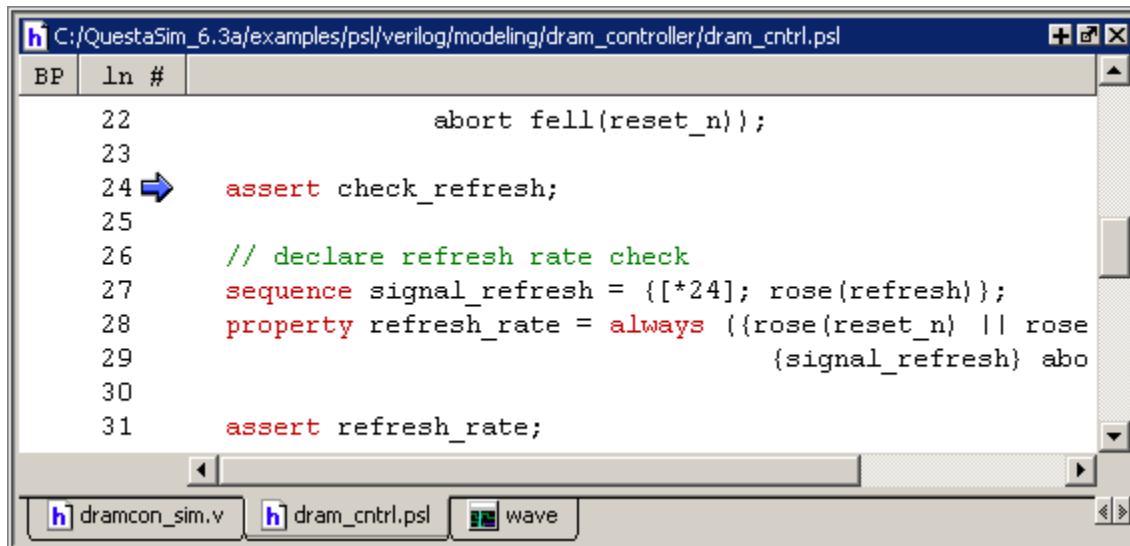 C:/QuestaSim_6.3a/examples/psl/verilog/modeling/dram_controller/dram_cntrl.psl
BP ln #
22 abort fell(reset_n));
23
24 assert check_refresh;
25
26 // declare refresh rate check
27 sequence signal_refresh = {[*24]; rose(refresh)};
28 property refresh_rate = always ({rose(reset_n) || rose
29 {signal_refresh} abo
30
31 assert refresh_rate;
dramcon_sim.v dram_cntrl.psl wave